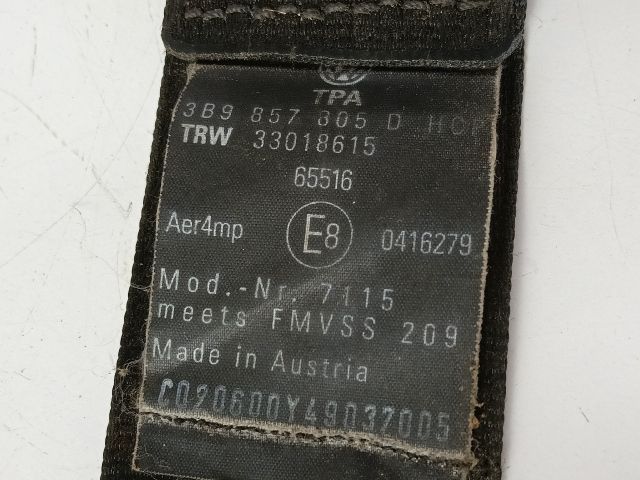 TPA
3B9 857 805 D HCP
TRW 33018615
65516
Aer4mp E8 0416279
Mod.-Nr. 7115
meets FMVSS 209
Made in Austria
C020600Y49032005